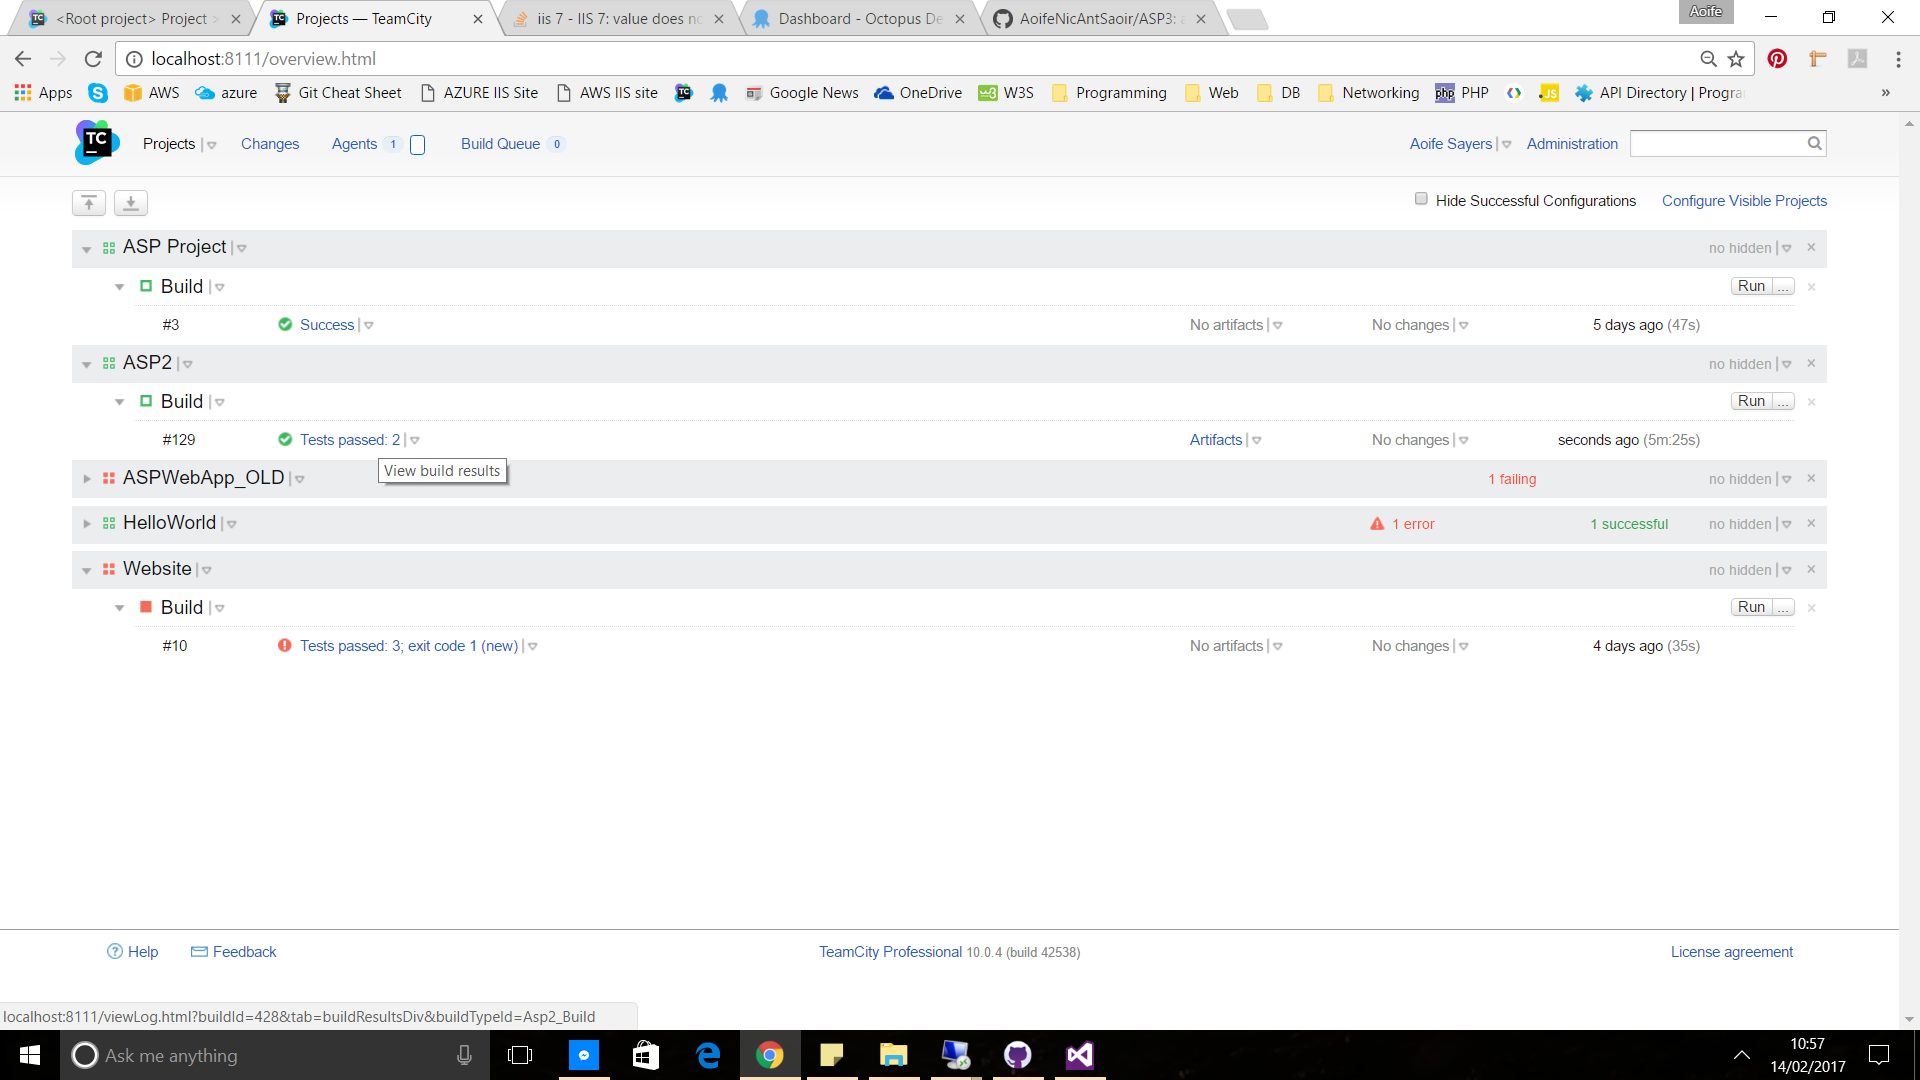 <Root project> Project >
Projects — TeamCity
iis 7 - IIS 7: value does no
Dashboard - Octopus De
AoifeNicAntSaoir/ASP3: a
Aoife
localhost:8111/overview.html
Apps AWS azure Git Cheat Sheet AZURE IIS Site AWS IIS site TC Google News OneDrive W3S Programming Web DB Networking php PHP JS API Directory | Progra »
TC Projects Changes Agents 1 Build Queue 0 Aoife Sayers Administration
Hide Successful Configurations Configure Visible Projects
ASP Project no hidden
Build Run ...
#3 Success No artifacts No changes 5 days ago (47s)
ASP2 no hidden
Build Run ...
#129 Tests passed: 2 Artifacts No changes seconds ago (5m:25s)
View build results
ASPWebApp_OLD 1 failing no hidden
HelloWorld 1 error 1 successful no hidden
Website no hidden
Build Run ...
#10 Tests passed: 3; exit code 1 (new) No artifacts No changes 4 days ago (35s)
Help Feedback TeamCity Professional 10.0.4 (build 42538) License agreement
localhost:8111/viewLog.html?buildId=428&tab=buildResultsDiv&buildTypeId=Asp2_Build
Ask me anything
10:57
14/02/2017